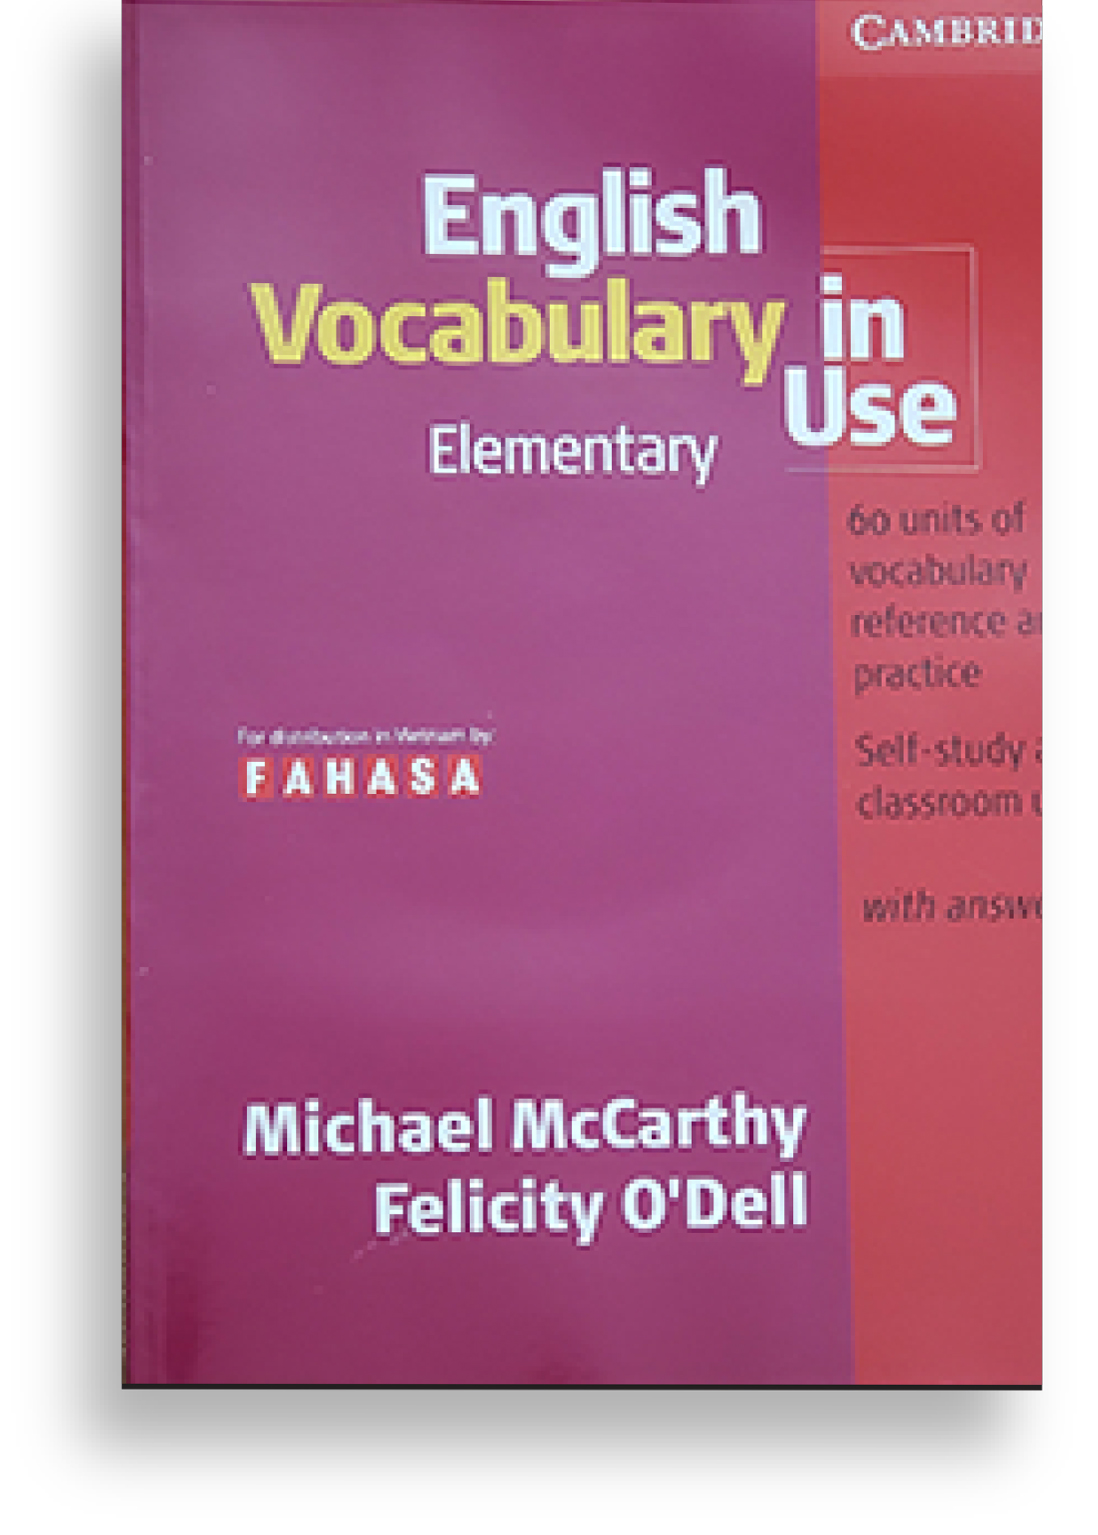 CAMBRID
English
Vocabulary in
Use
Elementary
60 units of
vocabulary
reference a
practice
Self-study
classroom u
with answe
For distribution in Vietnam by:
FAHASA
Michael McCarthy
Felicity O'Dell